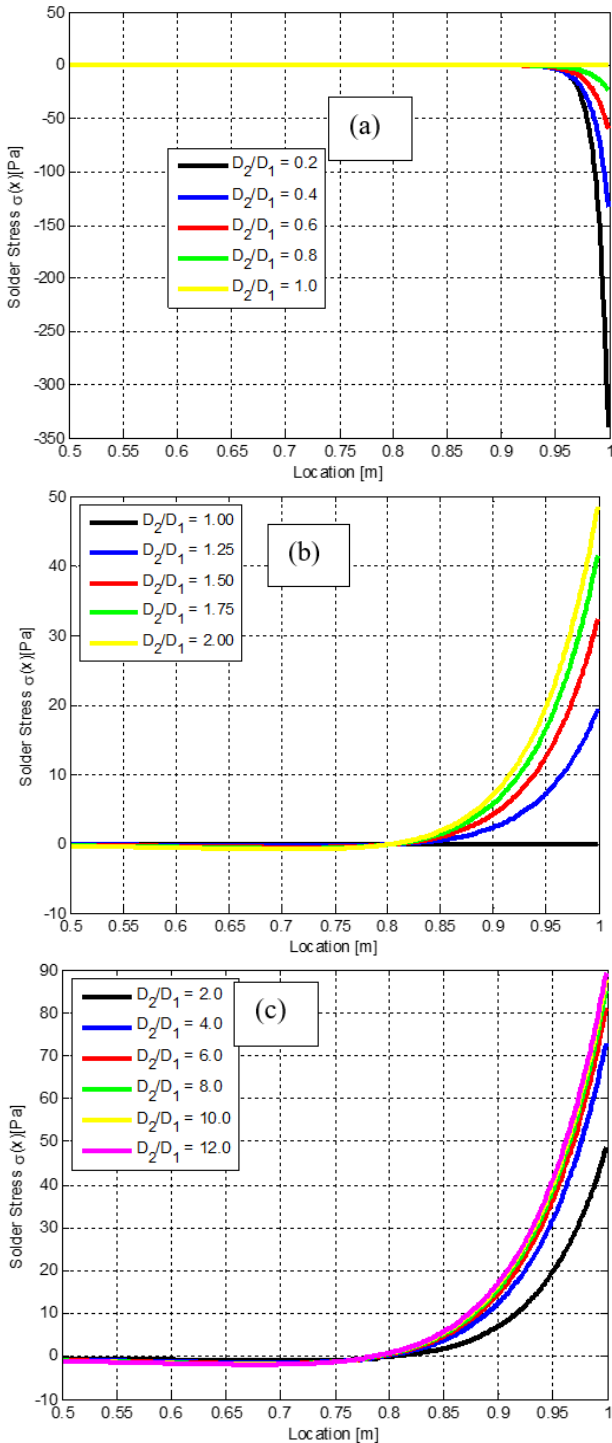 50
0
-50
-100
-150
-200
-250
-300
-350
Solder Stress σ(x)[Pa]
(a)
D2/D1 = 0.2
D2/D1 = 0.4
D2/D1 = 0.6
D2/D1 = 0.8
D2/D1 = 1.0
0.5 0.55 0.6 0.65 0.7 0.75 0.8 0.85 0.9 0.95 1
Location [m]
50
40
30
20
10
0
-10
Solder Stress σ(x)[Pa]
D2/D1 = 1.00
D2/D1 = 1.25
D2/D1 = 1.50
D2/D1 = 1.75
D2/D1 = 2.00
(b)
0.5 0.55 0.6 0.65 0.7 0.75 0.8 0.85 0.9 0.95 1
Location [m]
90
80
70
60
50
40
30
20
10
0
-10
Solder Stress σ(x)[Pa]
D2/D1 = 2.0
D2/D1 = 4.0
D2/D1 = 6.0
D2/D1 = 8.0
D2/D1 = 10.0
D2/D1 = 12.0
(c)
0.5 0.55 0.6 0.65 0.7 0.75 0.8 0.85 0.9 0.95 1
Location [m]